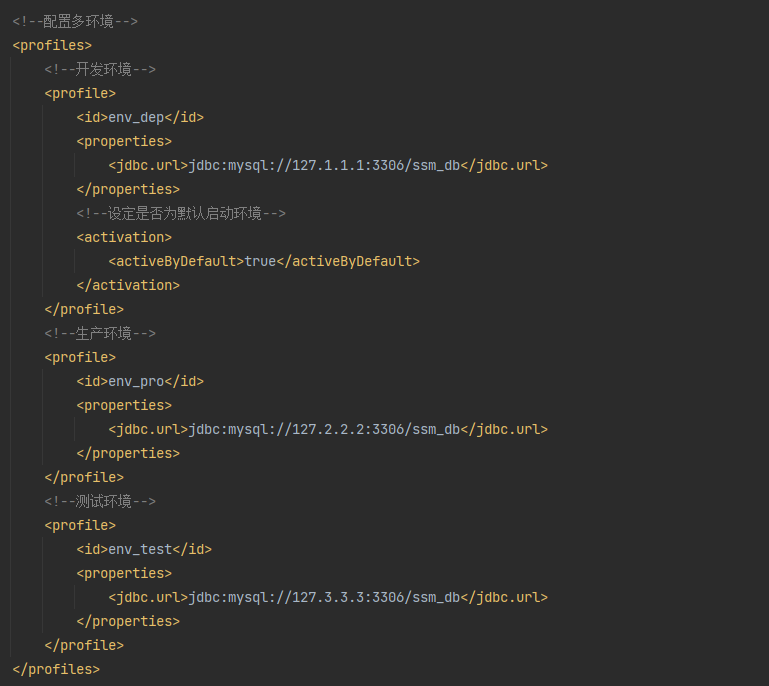 <!--配置多环境-->
<profiles>
<!--开发环境-->
<profile>
<id>env_dep</id>
<properties>
<jdbc.url>jdbc:mysql://127.1.1.1:3306/ssm_db</jdbc.url>
</properties>
<!--设定是否为默认启动环境-->
<activation>
<activeByDefault>true</activeByDefault>
</activation>
</profile>
<!--生产环境-->
<profile>
<id>env_pro</id>
<properties>
<jdbc.url>jdbc:mysql://127.2.2.2:3306/ssm_db</jdbc.url>
</properties>
</profile>
<!--测试环境-->
<profile>
<id>env_test</id>
<properties>
<jdbc.url>jdbc:mysql://127.3.3.3:3306/ssm_db</jdbc.url>
</properties>
</profile>
</profiles>